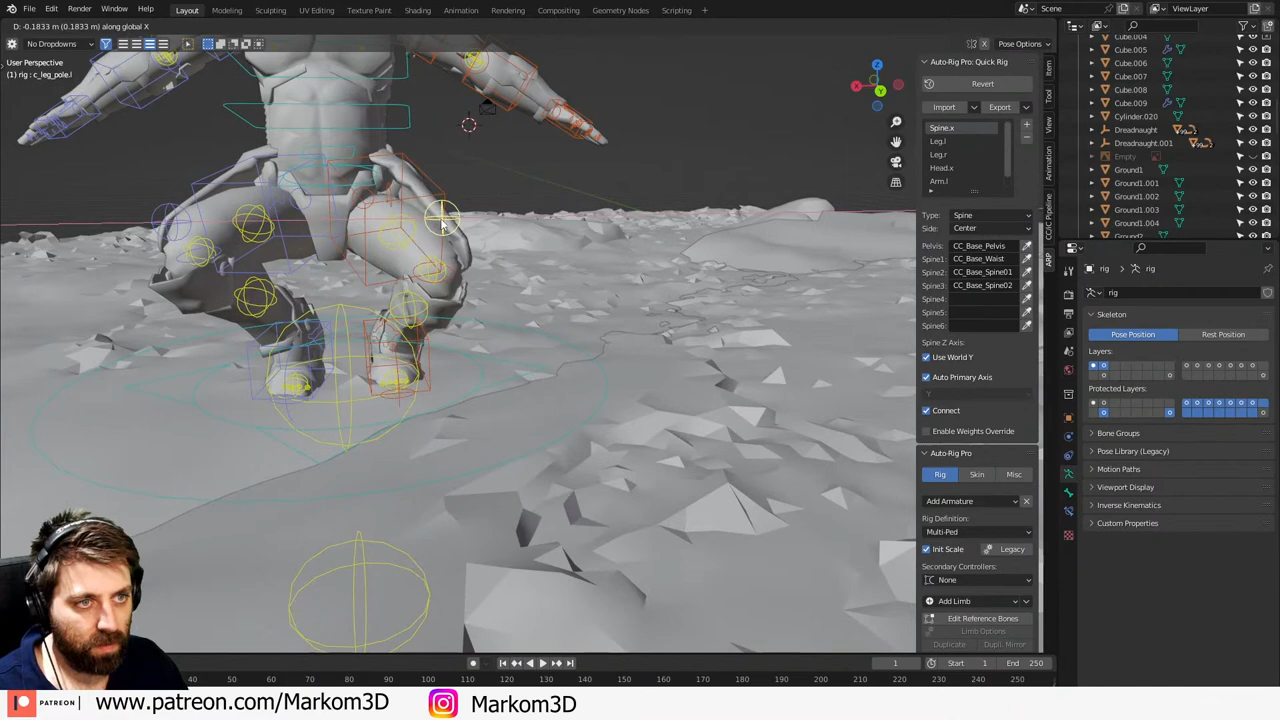 File Edit Render Window Help
Layout Modeling Sculpting UV Editing Texture Paint Shading Animation Rendering Compositing Geometry Nodes Scripting
Scene
ViewLayer
D: -0.1833 m (0.1833 m) along global X
No Dropdowns
X
Pose Options
User Perspective
(1) rig : c_leg_pole.l
Z
X
Y
Item
Tool
View
Animation
CC/iC Pipeline
ARP
Auto-Rig Pro: Quick Rig
Revert
Import
Export
Spine.x
Leg.l
Leg.r
Head.x
Arm.l
Type: Spine
Side: Center
Pelvis: CC_Base_Pelvis
Spine1: CC_Base_Waist
Spine2: CC_Base_Spine01
Spine3: CC_Base_Spine02
Spine4:
Spine5:
Spine6:
Spine Z Axis:
Use World Y
Auto Primary Axis
Connect
Enable Weights Override
Auto-Rig Pro
Rig Skin Misc
Add Armature
Rig Definition:
Multi-Ped
Init Scale Legacy
Secondary Controllers:
None
Add Limb
Edit Reference Bones
Limb Options
Duplicate Dupli. Mirror
Cube.004
Cube.005
Cube.006
Cube.007
Cube.008
Cube.009
Cylinder.020
Dreadnaught
Dreadnaught.001
Empty
Ground1
Ground1.001
Ground1.002
Ground1.003
Ground1.004
Ground2
rig rig
rig
Skeleton
Pose Position Rest Position
Layers:
Protected Layers:
Bone Groups
Pose Library (Legacy)
Motion Paths
Viewport Display
Inverse Kinematics
Custom Properties
1 Start 1 End 250
40 50 60 70 80 90 100 110 120 130 140 150 160 170 180 190 200 210 220 230 240 250
PATREON www.patreon.com/Markom3D Markom3D